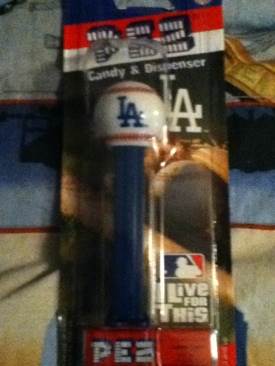 PEZ
Candy & Dispenser
LA
LA
I Live
FOR
THiS
PEZ